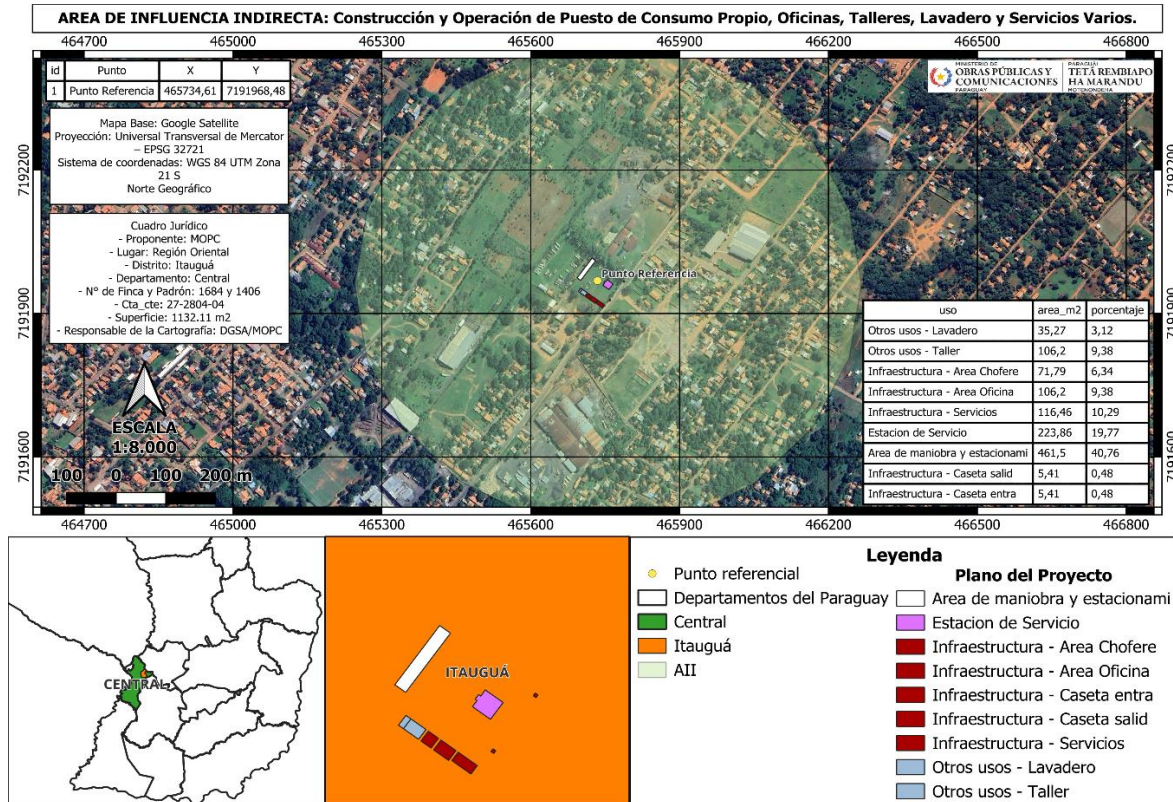 AREA DE INFLUENCIA INDIRECTA: Construcción y Operación de Puesto de Consumo Propio, Oficinas, Talleres, Lavadero y Servicios Varios.
464700 465000 465300 465600 465900 466200 466500 466800
id Punto X Y
1 Punto Referencia 465734,61 7191968,48
MINISTERIO DE
OBRAS PÚBLICAS Y
COMUNICACIONES
PARAGUAY
PARAGUÁI
TETÃ REMBIAPO
HA MARANDU
MOTENONDEHA
Mapa Base: Google Satellite
Proyección: Universal Transversal de Mercator
– EPSG 32721
Sistema de coordenadas: WGS 84 UTM Zona
21 S
Norte Geográfico
7192200 7192200
Cuadro Jurídico
- Proponente: MOPC
- Lugar: Región Oriental
- Distrito: Itauguá
- Departamento: Central
- N° de Finca y Padrón: 1684 y 1406
- Cta_cte: 27-2804-04
- Superficie: 1132.11 m2
- Responsable de la Cartografía: DGSA/MOPC
Punto Referencia
7191900 7191900
uso area_m2 porcentaje
Otros usos - Lavadero 35,27 3,12
Otros usos - Taller 106,2 9,38
Infraestructura - Area Chofere 71,79 6,34
Infraestructura - Area Oficina 106,2 9,38
Infraestructura - Servicios 116,46 10,29
Estacion de Servicio 223,86 19,77
Area de maniobra y estacionami 461,5 40,76
Infraestructura - Caseta salid 5,41 0,48
Infraestructura - Caseta entra 5,41 0,48
ESCALA
1:8.000
100 0 100 200 m
7191600 7191600
464700 465000 465300 465600 465900 466200 466500 466800
CENTRAL
ITAUGUÁ
Leyenda
Punto referencial
Departamentos del Paraguay
Central
Itauguá
AII
Plano del Proyecto
Area de maniobra y estacionami
Estacion de Servicio
Infraestructura - Area Chofere
Infraestructura - Area Oficina
Infraestructura - Caseta entra
Infraestructura - Caseta salid
Infraestructura - Servicios
Otros usos - Lavadero
Otros usos - Taller